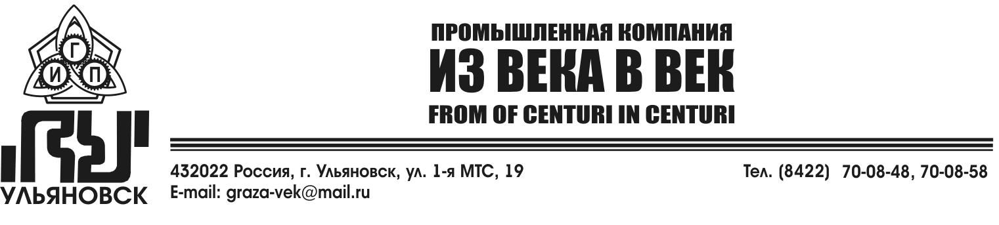 Г
И П
УЛЬЯНОВСК
ПРОМЫШЛЕННАЯ КОМПАНИЯ
ИЗ ВЕКА В ВЕК
FROM OF CENTURI IN CENTURI
432022 Россия, г. Ульяновск, ул. 1-я МТС, 19
Тел. (8422) 70-08-48, 70-08-58
E-mail: graza-vek@mail.ru